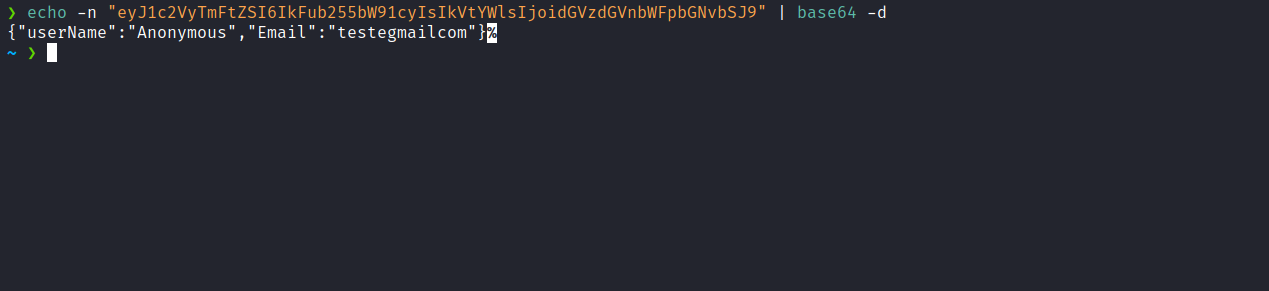 ❯ echo -n "eyJ1c2VyTmFtZSI6IkFub255bW91cyIsIkVtYWlsIjoidGVzdGVnbWFpbGNvbSJ9" | base64 -d
{"userName":"Anonymous","Email":"testegmailcom"}%
~ ❯